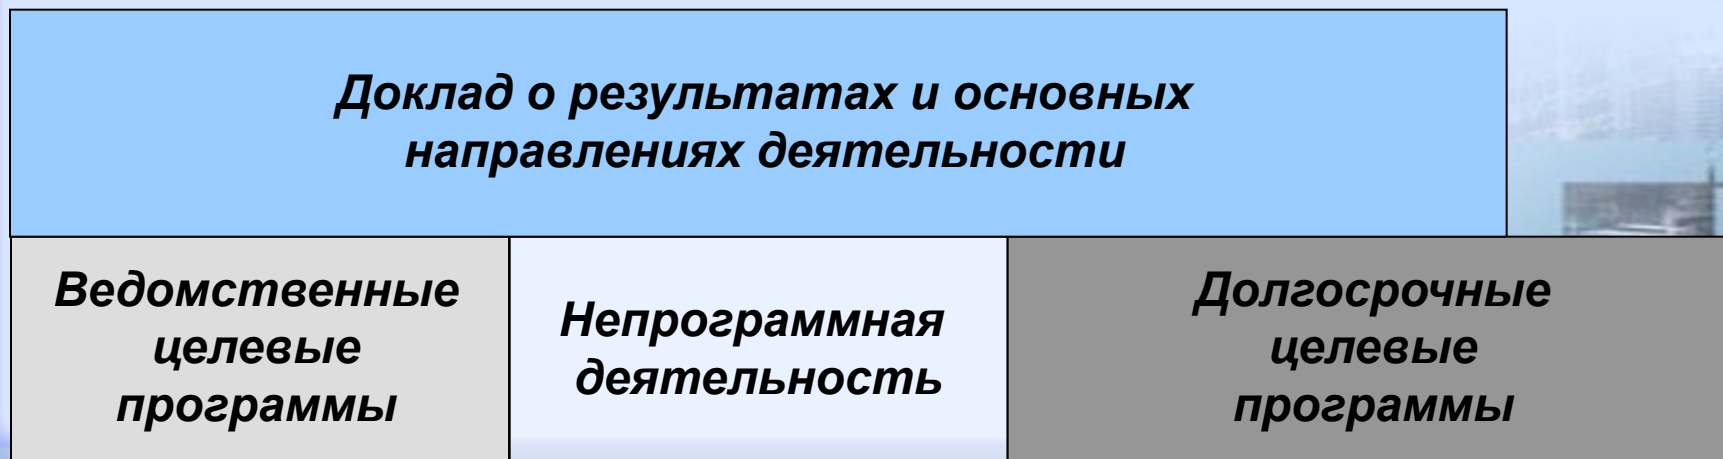 Доклад о результатах и основных
направлениях деятельности
Ведомственные
целевые
программы
Непрограммная
деятельность
Долгосрочные
целевые
программы